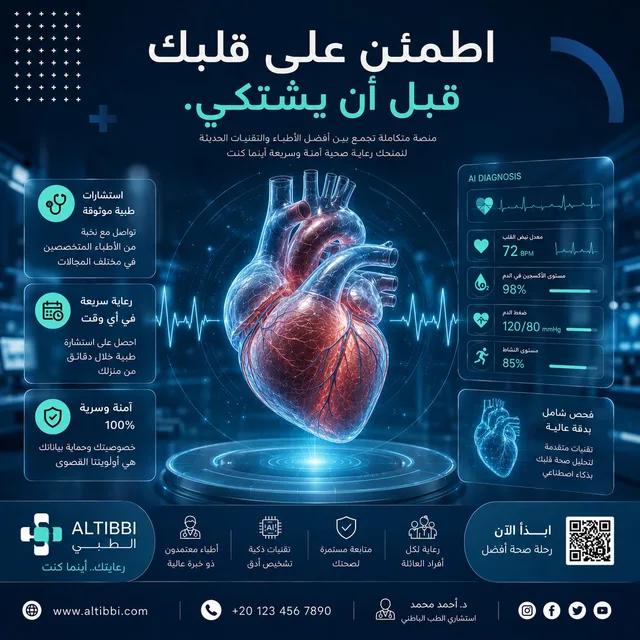 اطمئن على قلبك
قبل أن يشتكي.
منصة متكاملة تجمع بين أفضل الأطباء والتقنيات الحديثة
لنمنحك رعاية صحية آمنة وسريعة أينما كنت
استشارات
طبية موثوقة
تواصل مع نخبة
من الأطباء المتخصصين
في مختلف المجالات
رعاية سريعة
في أي وقت
احصل على استشارة
طبية خلال دقائق
من منزلك
آمنة وسرية
100%
خصوصيتك وحماية بياناتك
هي أولويتنا القصوى
AI DIAGNOSIS
معدل نبض القلب
72 BPM
مستوى الأكسجين في الدم
98%
ضغط الدم
120/80 mmHg
مستوى النشاط
85%
فحص شامل
بدقة عالية
تقنيات متقدمة
لتحليل صحة قلبك
بذكاء اصطناعي
ALTIBBI
الطبي
رعايتك.. أينما كنت
أطباء معتمدون
ذو خبرة عالية
AI
تقنيات ذكية
تشخيص أدق
متابعة مستمرة
لصحتك
رعاية لكل
أفراد العائلة
ابدأ الآن
رحلة صحة أفضل
www.altibbi.com
+20 123 456 7890
د. أحمد محمد
استشاري الطب الباطني